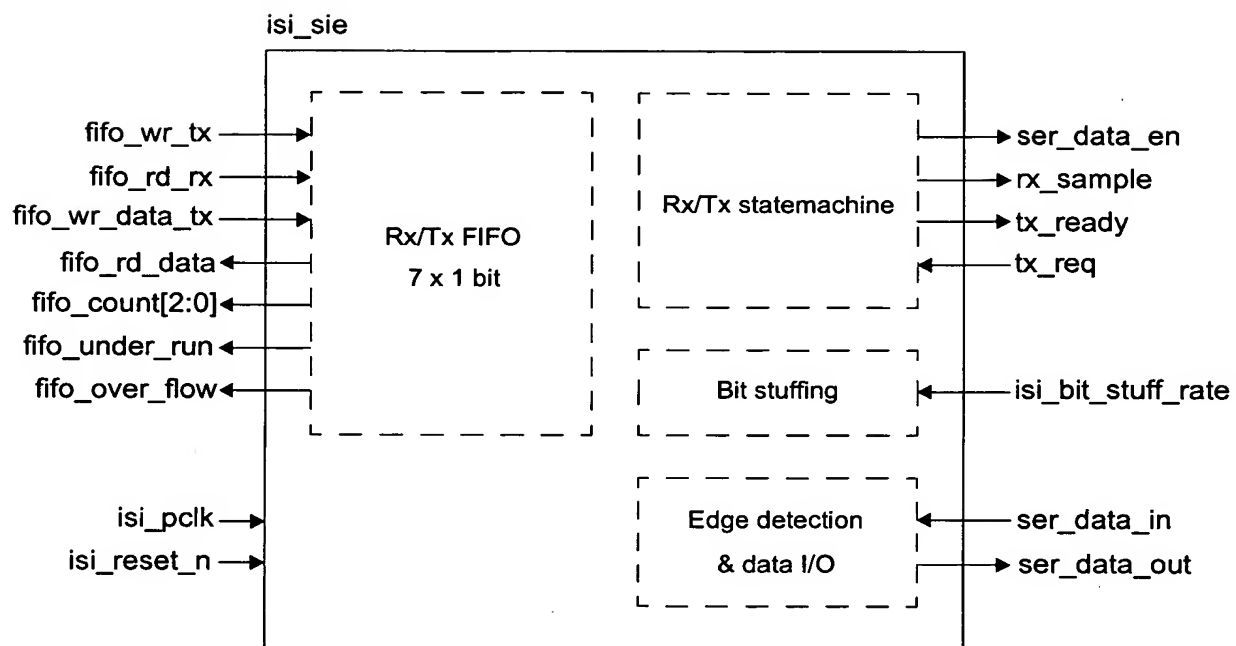 isi_sie
fifo_wr_tx
fifo_rd_rx
fifo_wr_data_tx
fifo_rd_data
fifo_count[2:0]
fifo_under_run
fifo_over_flow
isi_pclk
isi_reset_n
Rx/Tx FIFO
7 x 1 bit
Rx/Tx statemachine
Bit stuffing
Edge detection
& data I/O
ser_data_en
rx_sample
tx_ready
tx_req
isi_bit_stuff_rate
ser_data_in
ser_data_out